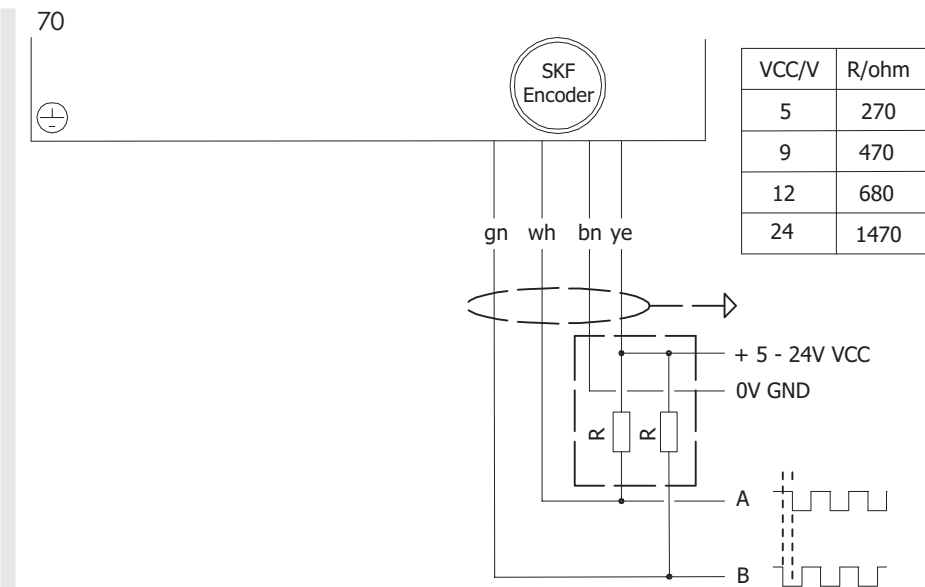 70
SKF
Encoder
VCC/V R/ohm
5 270
9 470
12 680
24 1470
gn wh bn ye
+ 5 - 24V VCC
0V GND
R R
A
B